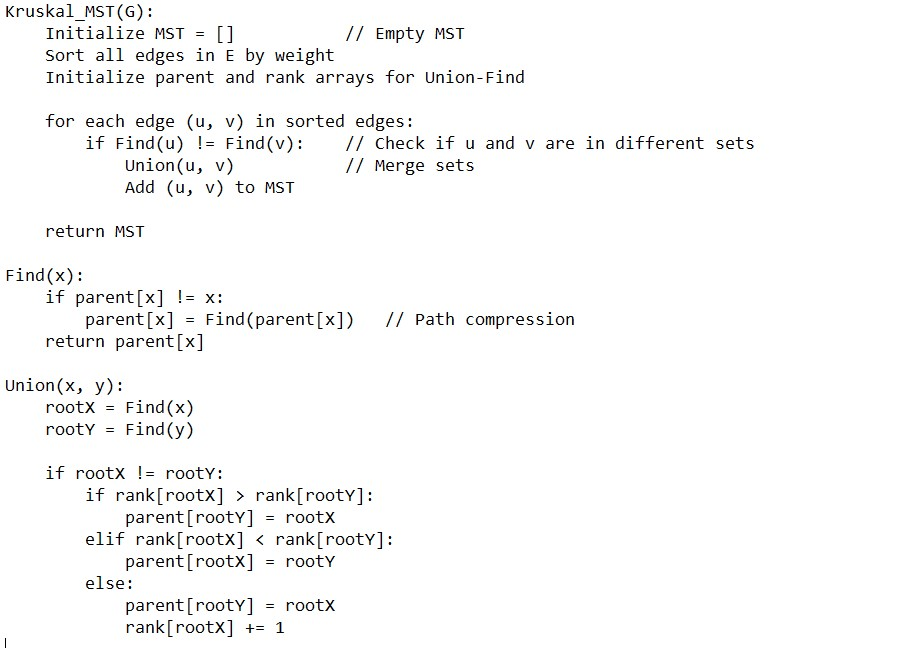 Kruskal_MST(G):
    Initialize MST = []           // Empty MST
    Sort all edges in E by weight
    Initialize parent and rank arrays for Union-Find

    for each edge (u, v) in sorted edges:
        if Find(u) != Find(v):    // Check if u and v are in different sets
            Union(u, v)           // Merge sets
            Add (u, v) to MST

    return MST

Find(x):
    if parent[x] != x:
        parent[x] = Find(parent[x])   // Path compression
    return parent[x]

Union(x, y):
    rootX = Find(x)
    rootY = Find(y)

    if rootX != rootY:
        if rank[rootX] > rank[rootY]:
            parent[rootY] = rootX
        elif rank[rootX] < rank[rootY]:
            parent[rootX] = rootY
        else:
            parent[rootY] = rootX
            rank[rootX] += 1